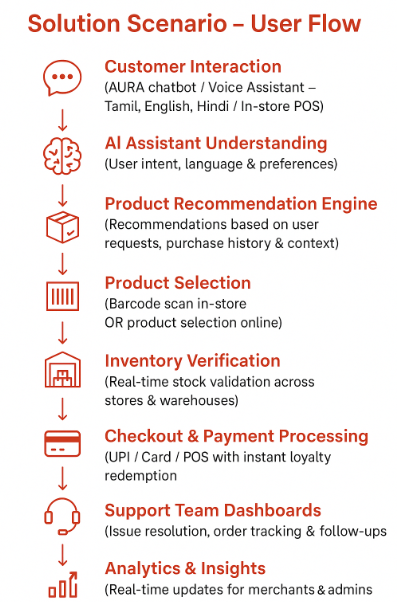 Solution Scenario – User Flow
Customer Interaction
(AURA chatbot / Voice Assistant –
Tamil, English, Hindi / In-store POS)
AI Assistant Understanding
(User intent, language & preferences)
Product Recommendation Engine
(Recommendations based on user
requests, purchase history & context)
Product Selection
(Barcode scan in-store
OR product selection online)
Inventory Verification
(Real-time stock validation across
stores & warehouses)
Checkout & Payment Processing
(UPI / Card / POS with instant loyalty
redemption
Support Team Dashboards
(Issue resolution, order tracking & follow-ups
Analytics & Insights
(Real-time updates for merchants & admins